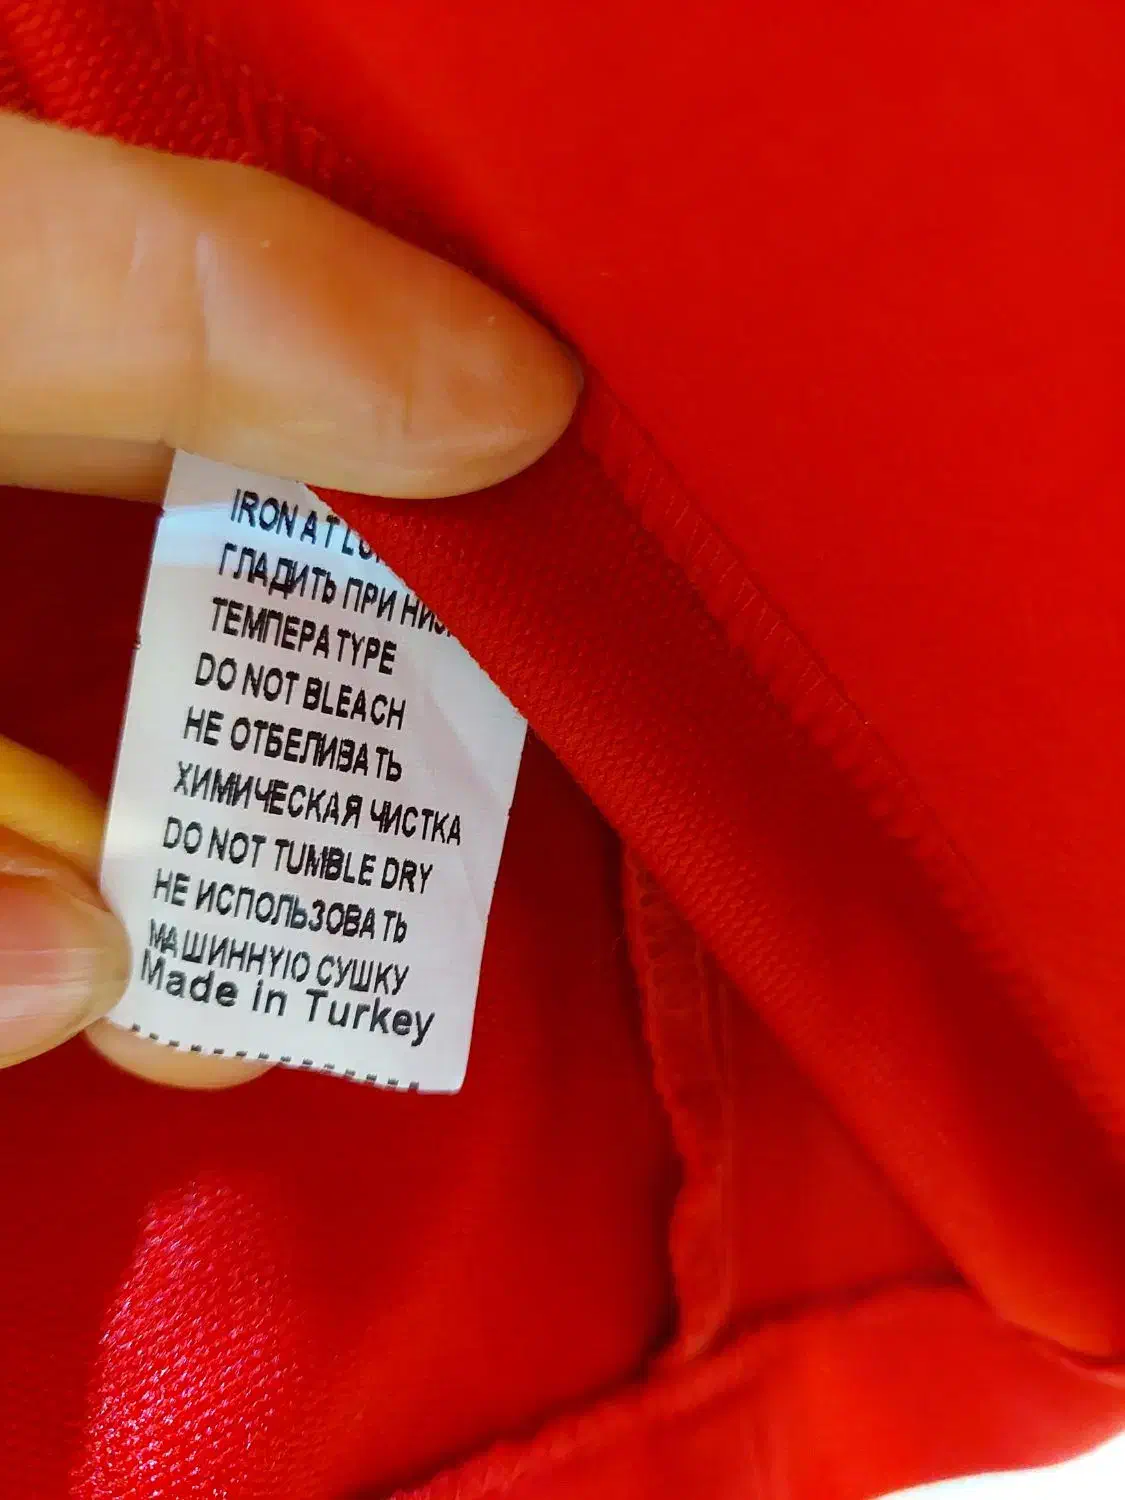 IRON AT
ГЛАДИТЬ ПРИ
ТЕМПЕРАТУРЕ
DO NOT BLEACH
НЕ ОТБЕЛИВАТЬ
ХИМИЧЕСКАЯ ЧИСТКА
DO NOT TUMBLE DRY
НЕ ИСПОЛЬЗОВАТЬ
МАШИННУЮ СУШКУ
Made in Turkey